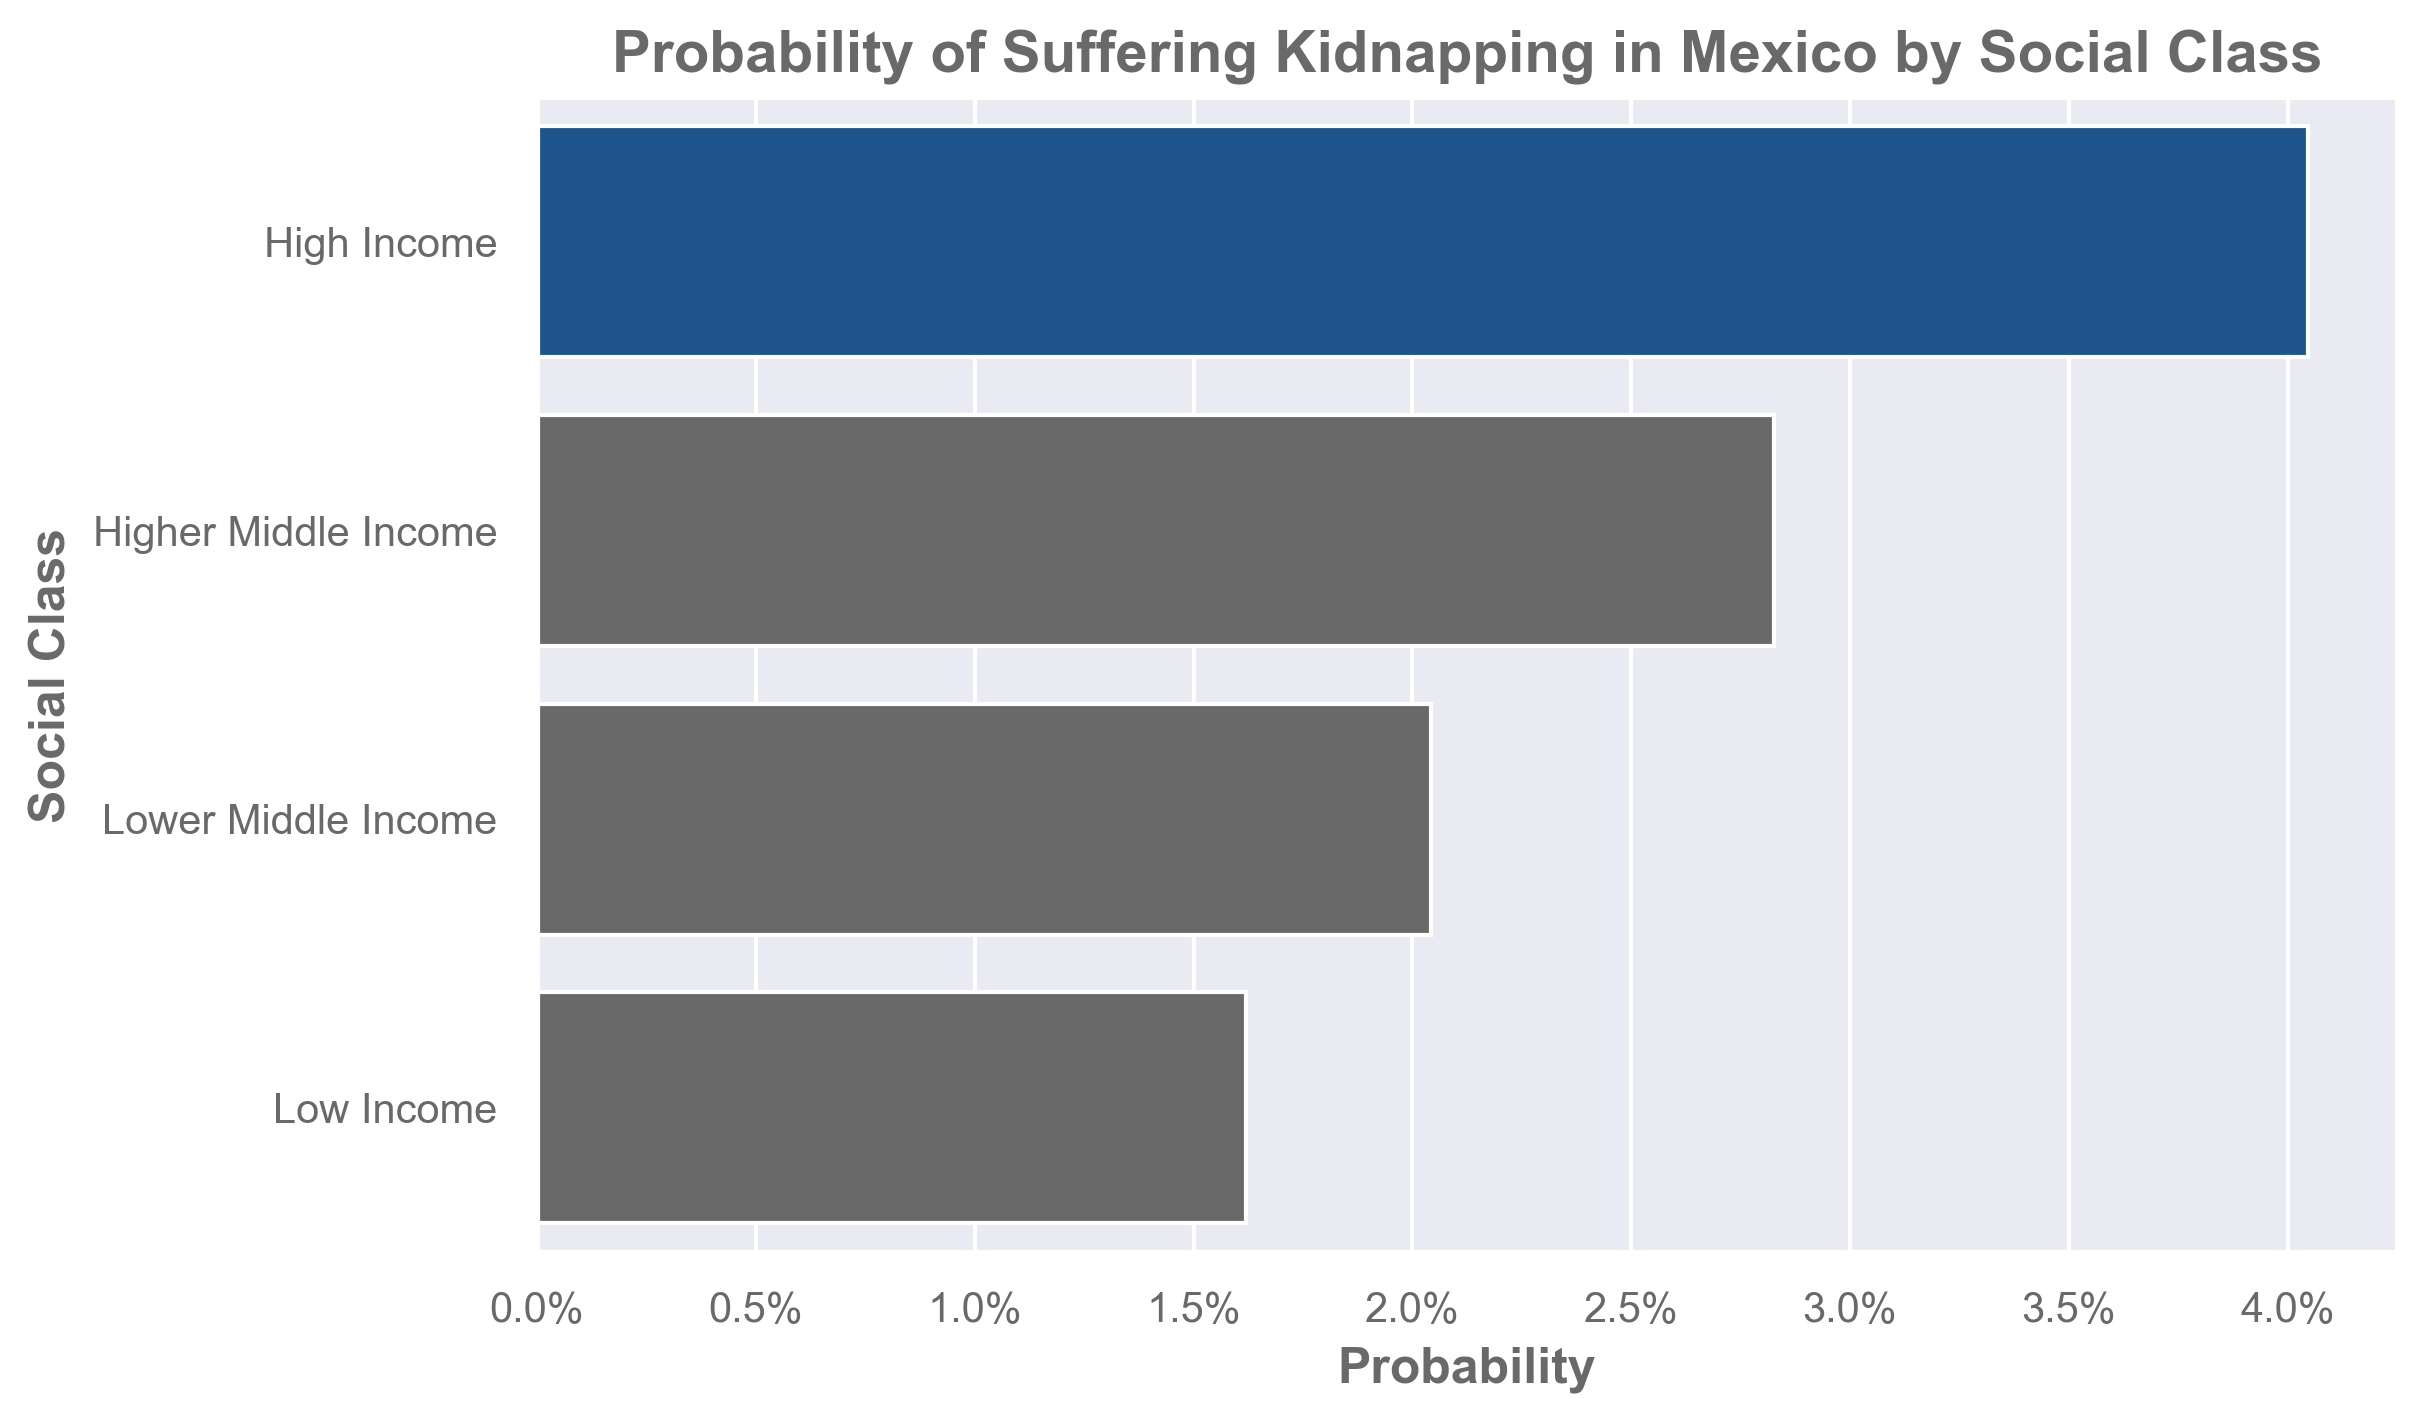 Probability of Suffering Kidnapping in Mexico by Social Class
Social Class
High Income
Higher Middle Income
Lower Middle Income
Low Income
0.0% 0.5% 1.0% 1.5% 2.0% 2.5% 3.0% 3.5% 4.0%
Probability